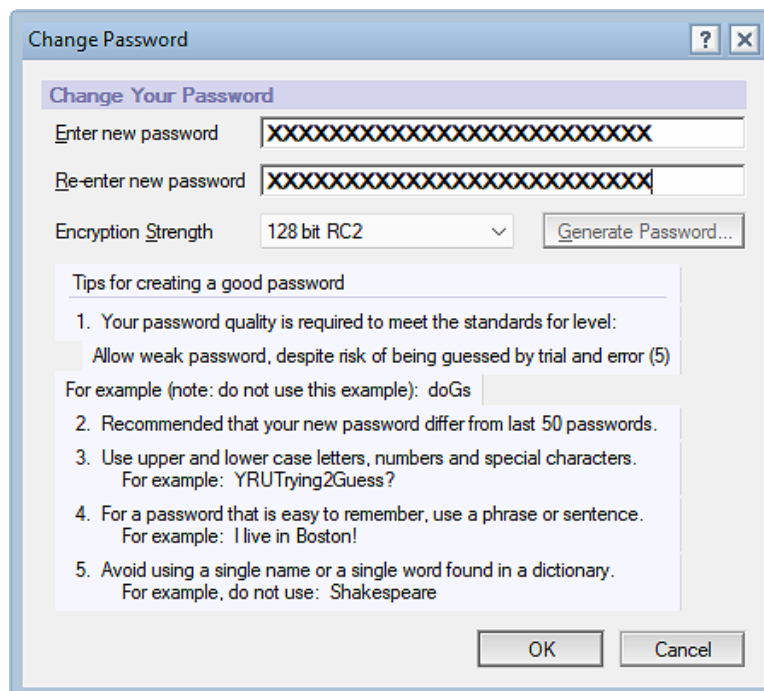 Change Password
Change Your Password
Enter new password XXXXXXXXXXXXXXXXXXXXXXXXX
Re-enter new password XXXXXXXXXXXXXXXXXXXXXXXXX
Encryption Strength 128 bit RC2 Generate Password...
Tips for creating a good password
1. Your password quality is required to meet the standards for level:
Allow weak password, despite risk of being guessed by trial and error (5)
For example (note: do not use this example): doGs
2. Recommended that your new password differ from last 50 passwords.
3. Use upper and lower case letters, numbers and special characters.
For example: YRUTrying2Guess?
4. For a password that is easy to remember, use a phrase or sentence.
For example: I live in Boston!
5. Avoid using a single name or a single word found in a dictionary.
For example, do not use: Shakespeare
OK Cancel